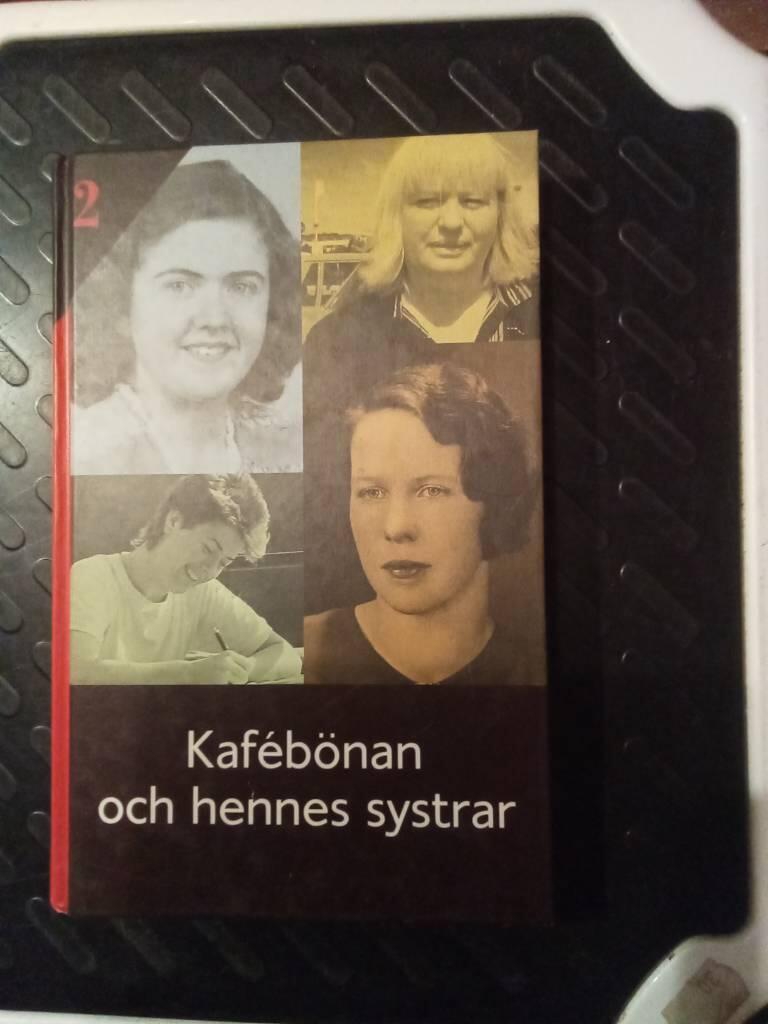 2
Kafébönan
och hennes systrar